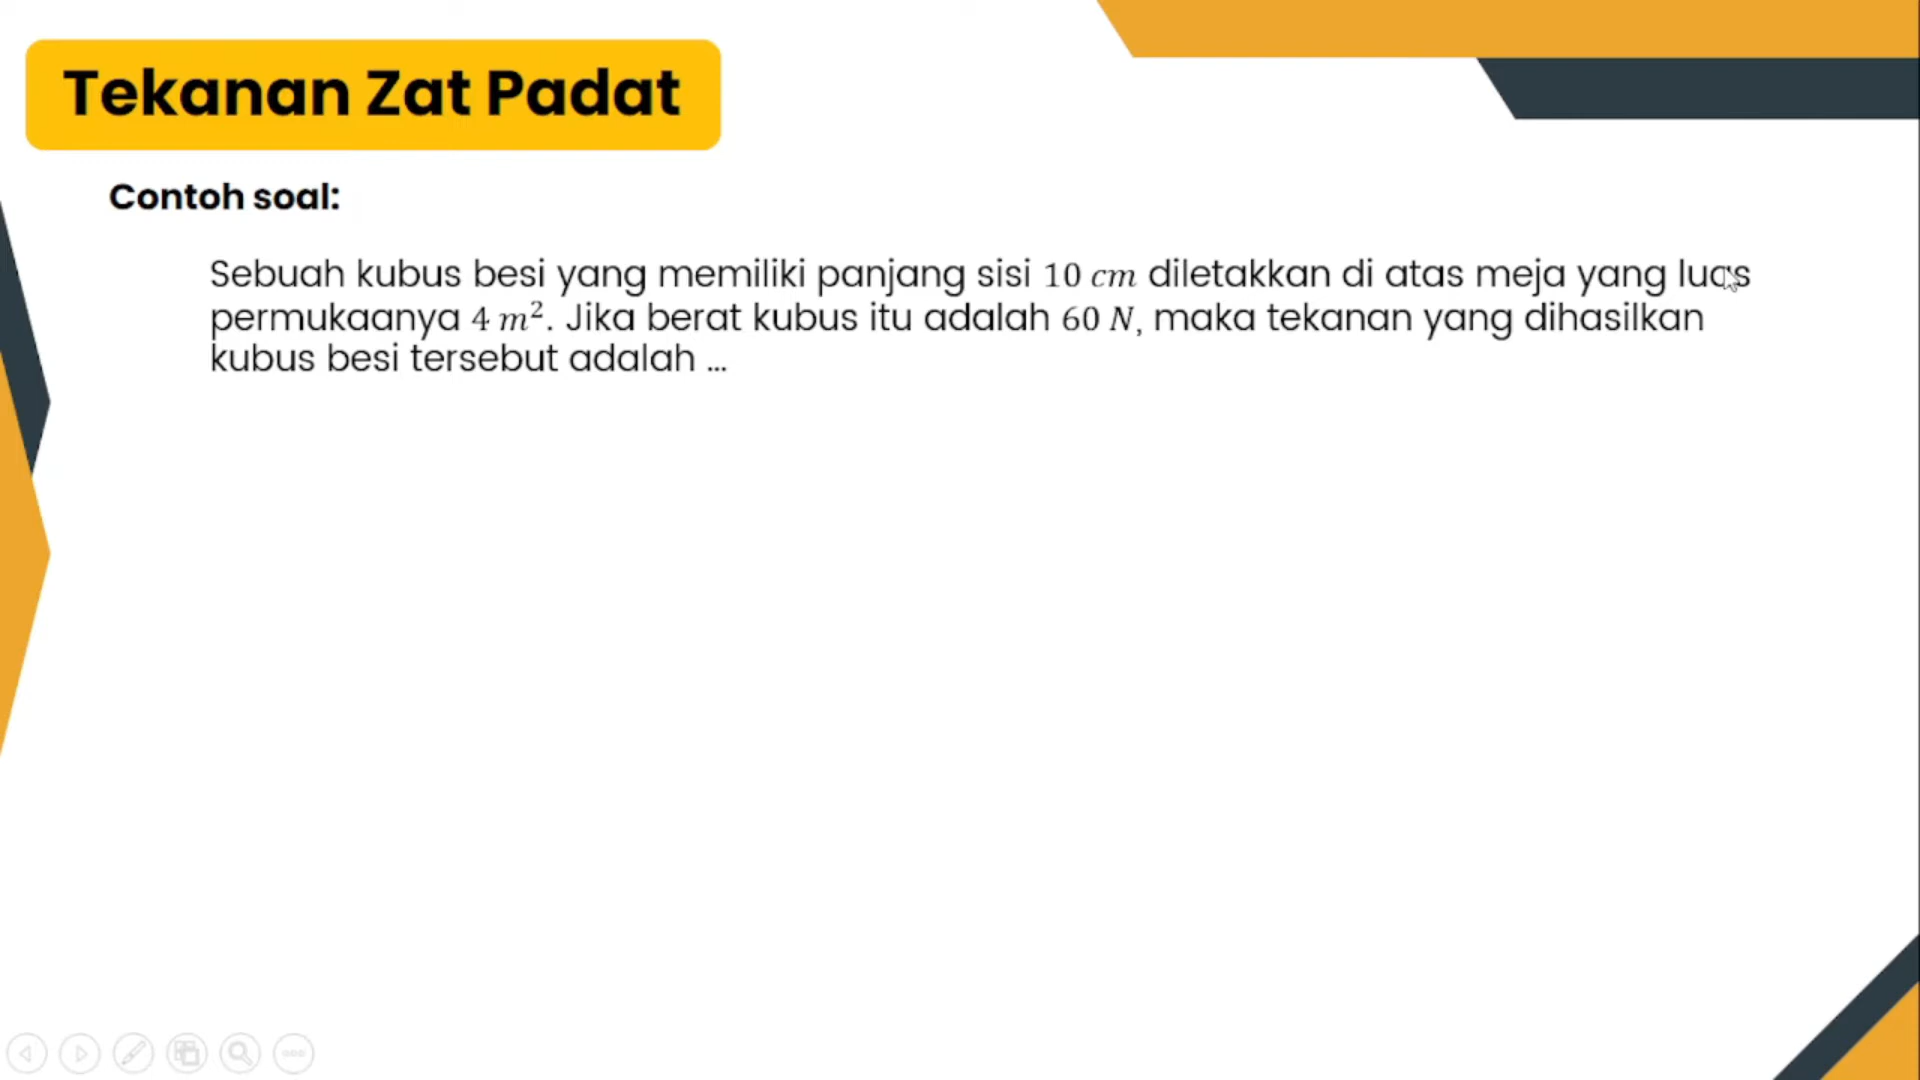 Tekanan Zat Padat
Contoh soal:
Sebuah kubus besi yang memiliki panjang sisi 10 cm diletakkan di atas meja yang luas
permukaanya 4 m². Jika berat kubus itu adalah 60 N, maka tekanan yang dihasilkan
kubus besi tersebut adalah ...